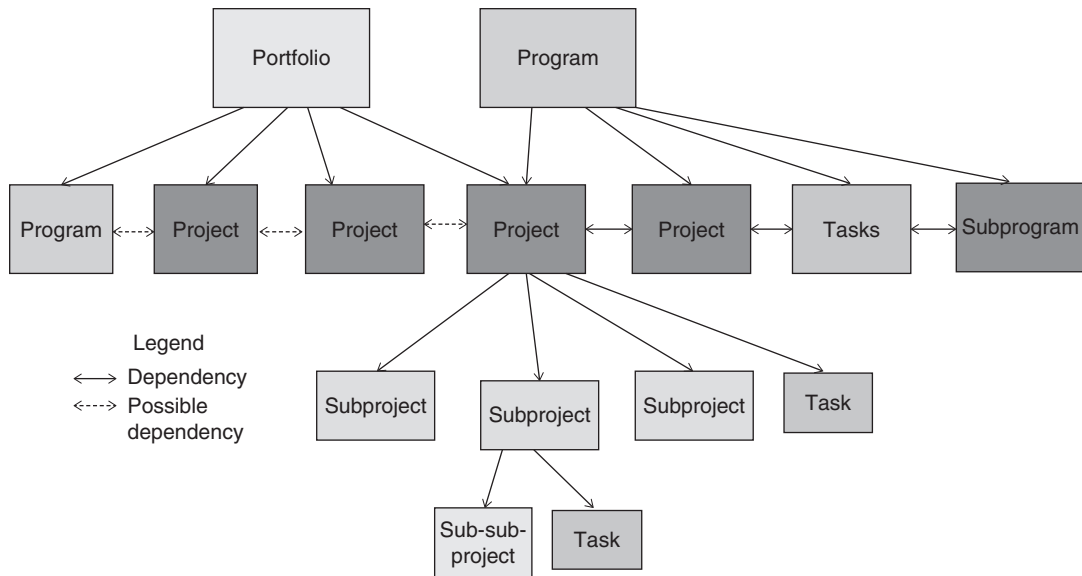 Portfolio
Program
Program
Project
Project
Project
Project
Tasks
Subprogram
Legend
Dependency
Possible
dependency
Subproject
Subproject
Subproject
Task
Sub-sub-
project
Task